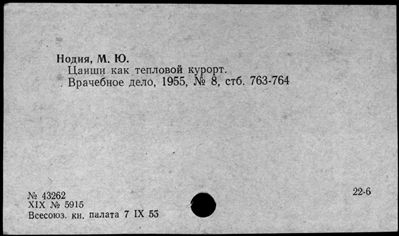 Нодия, М. Ю.
Цаиши как тепловой курорт.
Врачебное дело, 1955, № 8, стб. 763-764
№ 43262
XIX № 5915
Всесоюз. кн. палата 7 IX 55
22-6